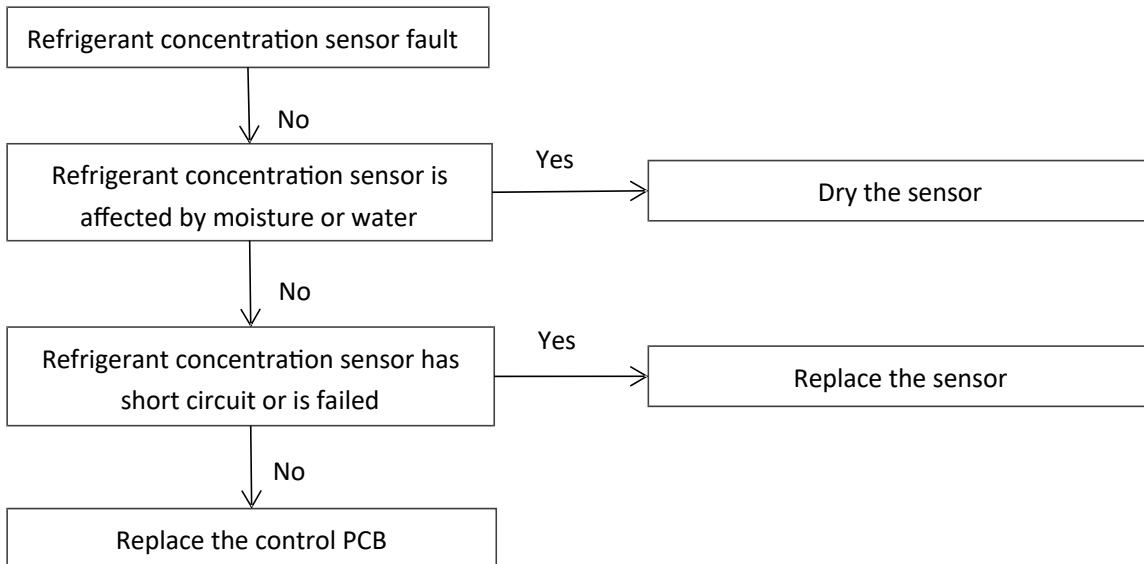 Refrigerant concentration sensor fault
No
Refrigerant concentration sensor is
affected by moisture or water
Yes
Dry the sensor
No
Refrigerant concentration sensor has
short circuit or is failed
Yes
Replace the sensor
No
Replace the control PCB